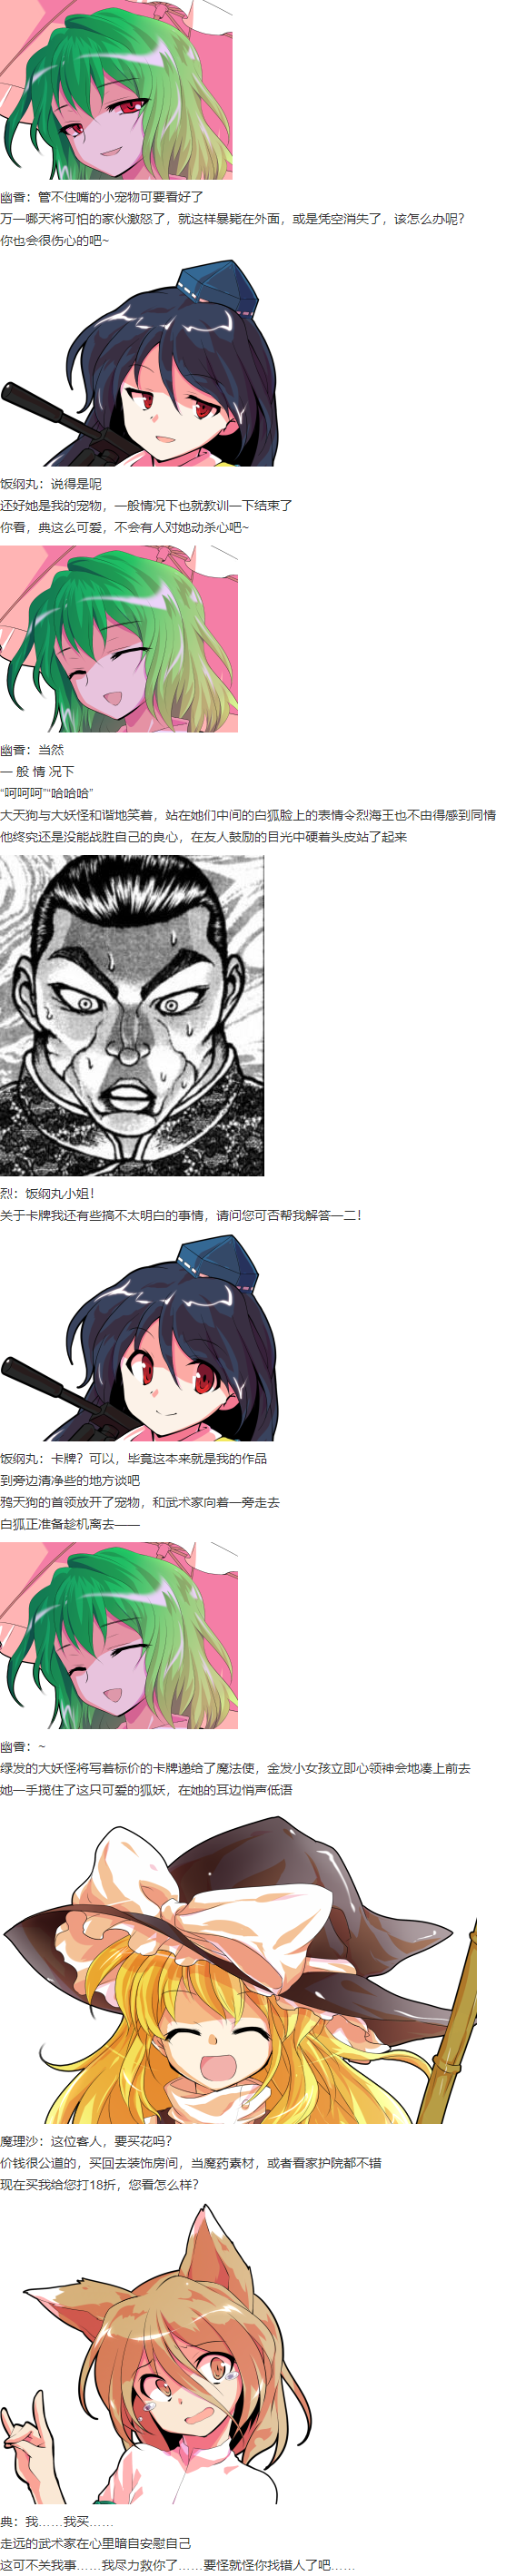 幽香：管不住嘴的小宠物可要看好了
万一哪天将可怕的家伙激怒了，就这样暴毙在外面，或是凭空消失了，该怎么办呢？
你也会很伤心的吧~
饭纲丸：说得是呢
还好她是我的宠物，一般情况下也就教训一下结束了
你看，典这么可爱，不会有人对她动杀心吧~
幽香：当然
一 般 情 况下
“呵呵呵”“哈哈哈”
大天狗与大妖怪和谐地笑着，站在她们中间的白狐脸上的表情令烈海王也不由得感到同情
他终究还是没能战胜自己的良心，在友人鼓励的目光中硬着头皮站了起来
烈：饭纲丸小姐！
关于卡牌我还有些搞不太明白的事情，请问您可否帮我解答一二！
饭纲丸：卡牌？可以，毕竟这本来就是我的作品
到旁边清净些的地方谈吧
鸦天狗的首领放开了宠物，和武术家向着一旁走去
白狐正准备趁机离去——
幽香：~
绿发的大妖怪将写着标价的卡牌递给了魔法使，金发小女孩立即心领神会地凑上前去
她一手揽住了这只可爱的狐妖，在她的耳边悄声低语
魔理沙：这位客人，要买花吗？
价钱很公道的，买回去装饰房间，当魔药素材，或者看家护院都不错
现在买我给您打18折，您看怎么样？
典：我……我买……
走远的武术家在心里暗自安慰自己
这可不关我事……我尽力救你了……要怪就怪你找错人了吧……